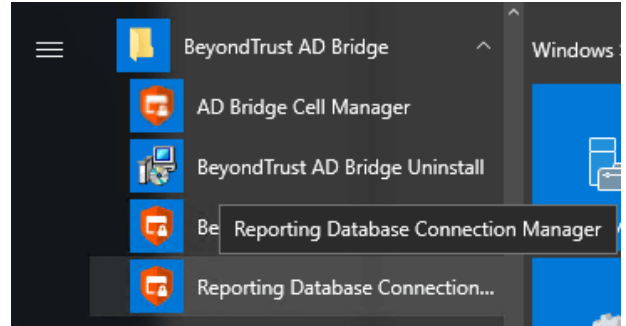 BeyondTrust AD Bridge
Windows
AD Bridge Cell Manager
BeyondTrust AD Bridge Uninstall
Be
Reporting Database Connection Manager
Reporting Database Connection...